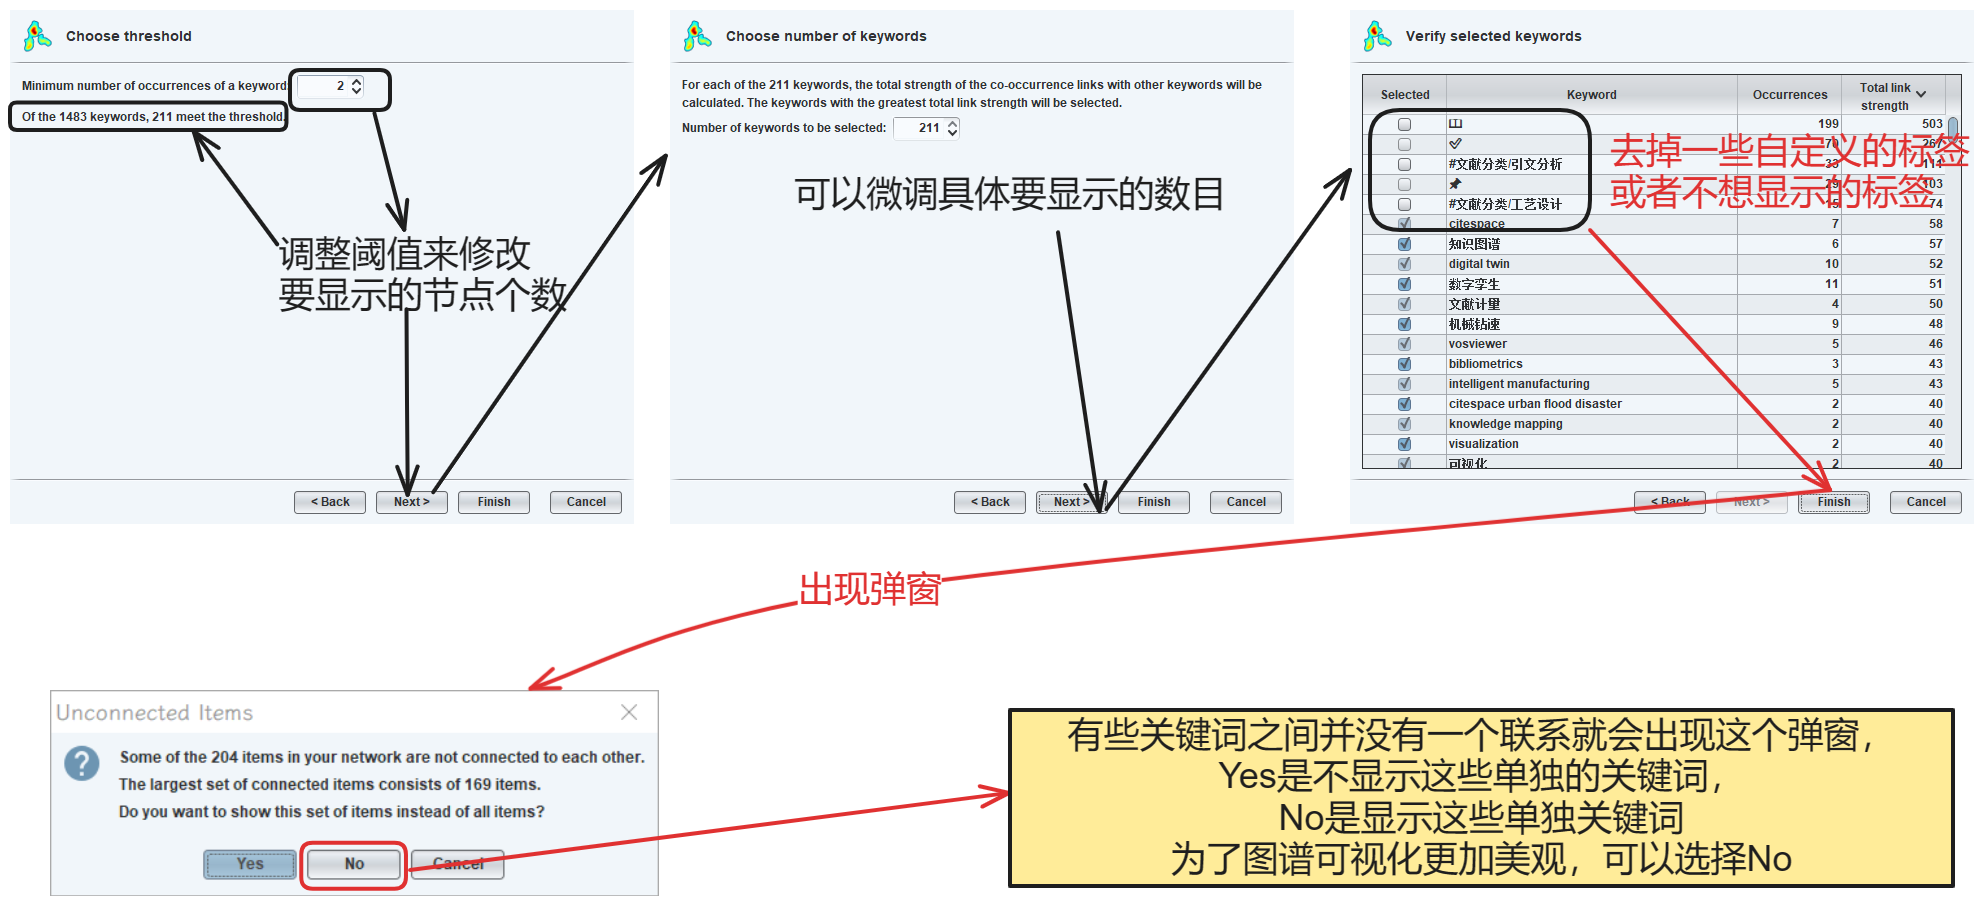 Choose threshold
Minimum number of occurrences of a keyword:
2
Of the 1483 keywords, 211 meet the threshold.
调整阈值来修改
要显示的节点个数
< Back
Next >
Finish
Cancel
Choose number of keywords
For each of the 211 keywords, the total strength of the co-occurrence links with other keywords will be
calculated. The keywords with the greatest total link strength will be selected.
Number of keywords to be selected:
211
可以微调具体要显示的数目
< Back
Next >
Finish
Cancel
Verify selected keywords
Selected Keyword Occurrences Total link strength
199 503
70 267
#文献分类/引文分析 33 111
29 103
#文献分类/工艺设计 15 74
citespace 7 58
知识图谱 6 57
digital twin 10 52
数字孪生 11 51
文献计量 4 50
机械钻速 9 48
vosviewer 5 46
bibliometrics 3 43
intelligent manufacturing 5 43
citespace urban flood disaster 2 40
knowledge mapping 2 40
visualization 2 40
可视化 2 40
去掉一些自定义的标签
或者不想显示的标签
< Back
Next >
Finish
Cancel
出现弹窗
Unconnected Items
Some of the 204 items in your network are not connected to each other.
The largest set of connected items consists of 169 items.
Do you want to show this set of items instead of all items?
Yes
No
Cancel
有些关键词之间并没有一个联系就会出现这个弹窗，
Yes是不显示这些单独的关键词，
No是显示这些单独关键词
为了图谱可视化更加美观，可以选择No